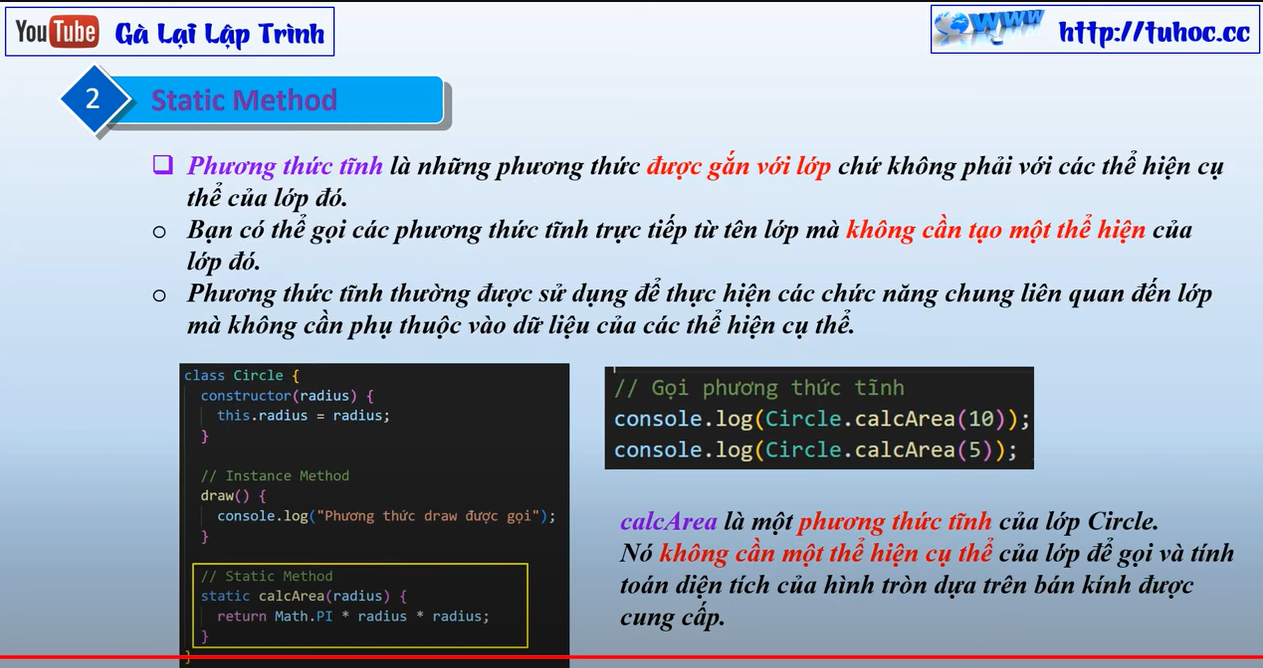 YouTube Gà Lại Lập Trình
WWW http://tuhoc.cc
2 Static Method
Phương thức tĩnh là những phương thức được gắn với lớp chứ không phải với các thể hiện cụ
thể của lớp đó.
Bạn có thể gọi các phương thức tĩnh trực tiếp từ tên lớp mà không cần tạo một thể hiện của
lớp đó.
Phương thức tĩnh thường được sử dụng để thực hiện các chức năng chung liên quan đến lớp
mà không cần phụ thuộc vào dữ liệu của các thể hiện cụ thể.
class Circle {
constructor(radius) {
this.radius = radius;
}
// Instance Method
draw() {
console.log("Phương thức draw được gọi");
}
// Static Method
static calcArea(radius) {
return Math.PI * radius * radius;
}
}
// Gọi phương thức tĩnh
console.log(Circle.calcArea(10));
console.log(Circle.calcArea(5));
calcArea là một phương thức tĩnh của lớp Circle.
Nó không cần một thể hiện cụ thể của lớp để gọi và tính
toán diện tích của hình tròn dựa trên bán kính được
cung cấp.